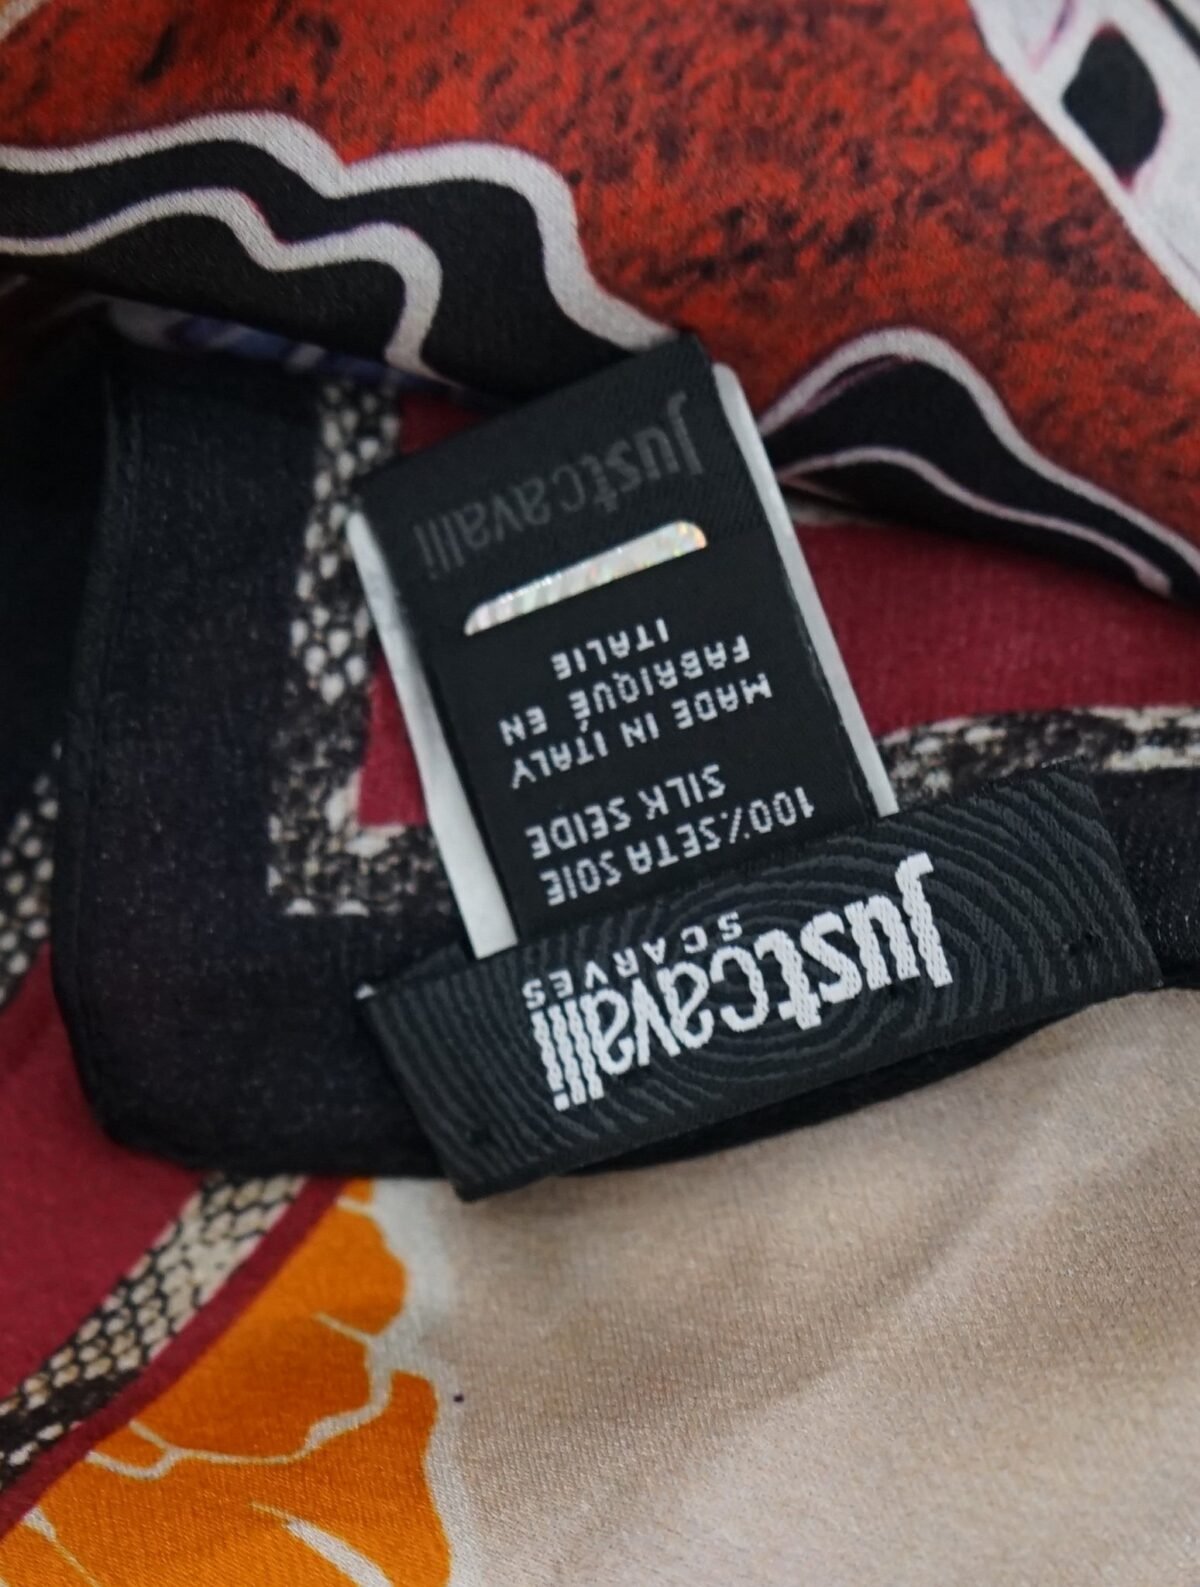 Justcavalli
SCARVES
100%SETA SOIE
SILK SEIDE
MADE IN ITALY
FABRIQUÉ EN
ITALIE
Justcavalli